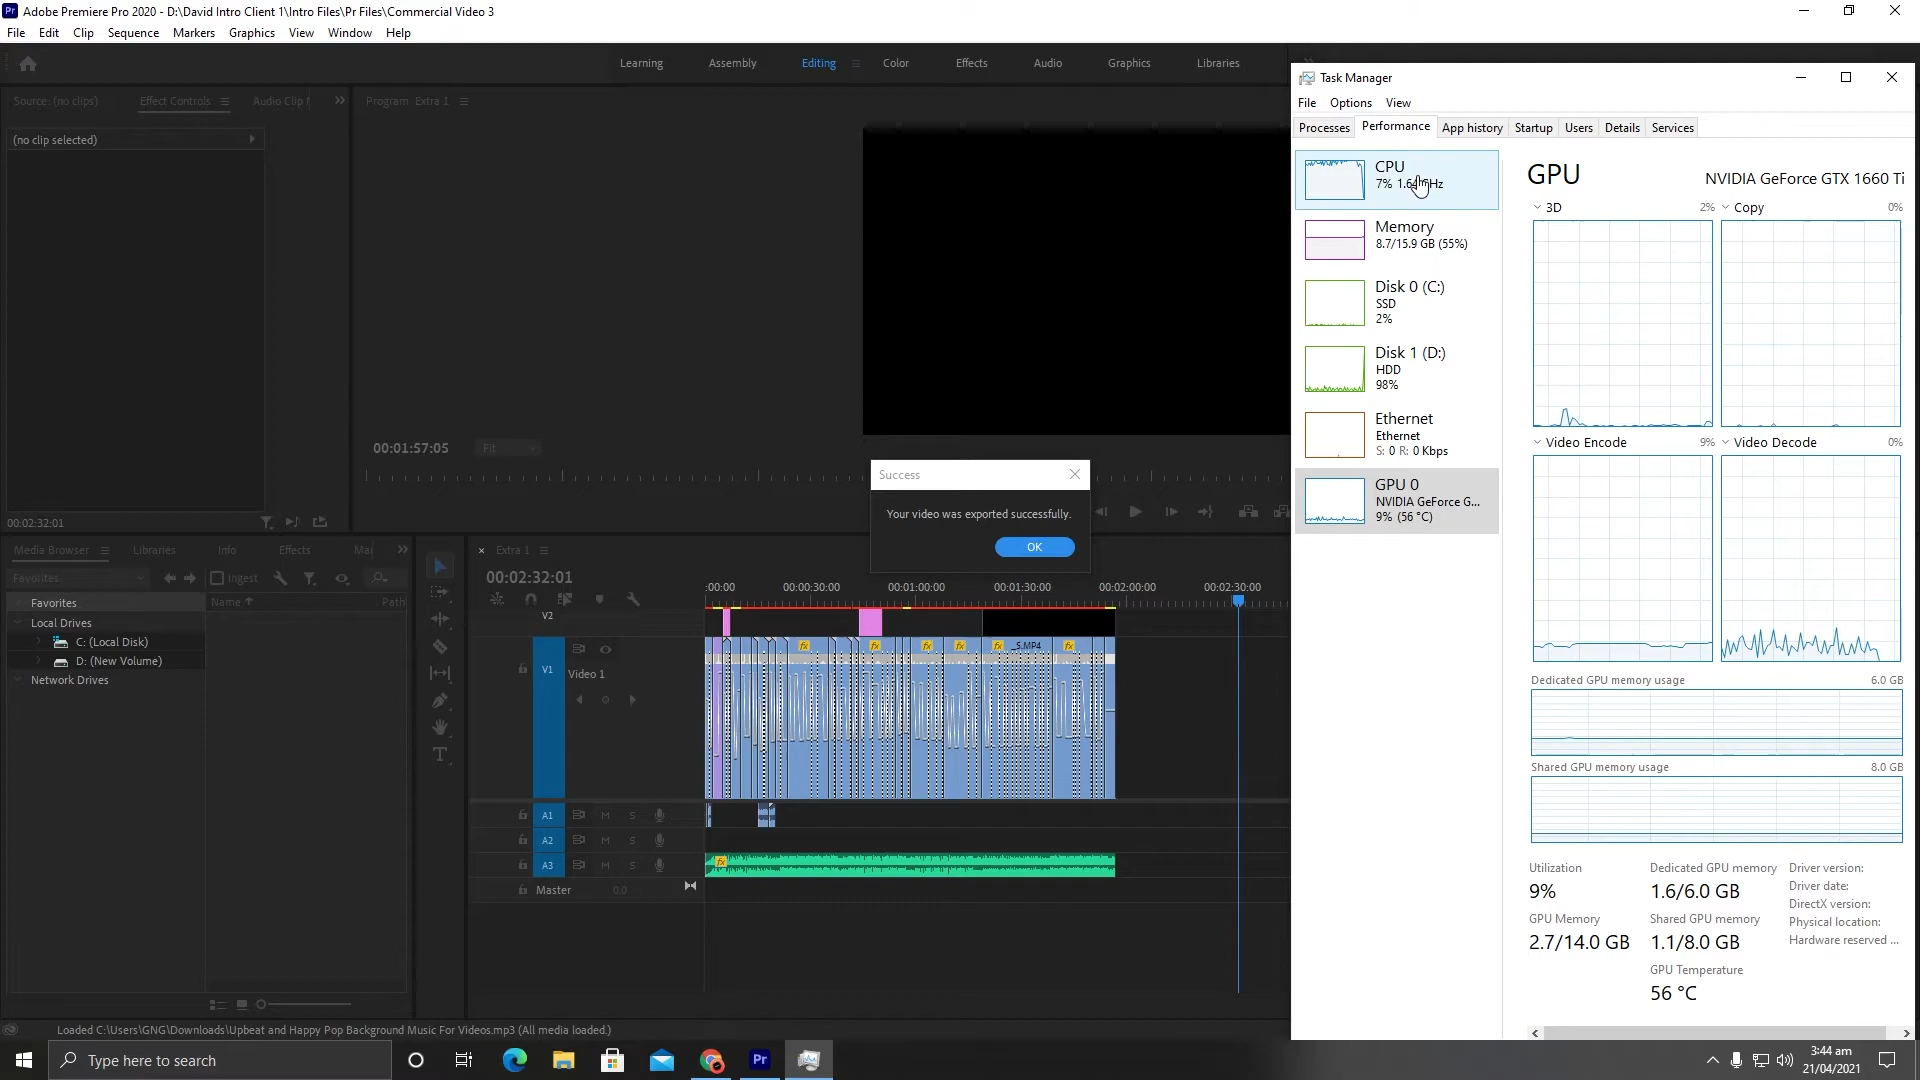 Pr Adobe Premiere Pro 2020 - D:\David Intro Client 1\Intro Files\Pr Files\Commercial Video 3
File Edit Clip Sequence Markers Graphics View Window Help
Learning Assembly Editing Color Effects Audio Graphics Libraries
Source: (no clips) Effect Controls Audio Clip
Program Extra 1
(no clip selected)
00:01:57:05 Fit
00:02:32:01
Success
Your video was exported successfully.
OK
Media Browser Libraries Info Effects
Favorites Ingest
Name Path
Favorites
Local Drives
C: (Local Disk)
D: (New Volume)
Network Drives
Extra 1
00:02:32:01
:00:00 00:00:30:00 00:01:00:00 00:01:30:00 00:02:00:00 00:02:30:00
V2
V1 Video 1
fx fx fx fx fx _S.MP4 fx
A1 M S
A2 M S
A3 M S fx
Master 0.0
Loaded C:\Users\GNG\Downloads\Upbeat and Happy Pop Background Music For Videos.mp3 (All media loaded.)
Task Manager
File Options View
Processes Performance App history Startup Users Details Services
CPU
7% 1.6 Hz
Memory
8.7/15.9 GB (55%)
Disk 0 (C:)
SSD
2%
Disk 1 (D:)
HDD
98%
Ethernet
Ethernet
S: 0 R: 0 Kbps
GPU 0
NVIDIA GeForce G...
9% (56 °C)
GPU NVIDIA GeForce GTX 1660 Ti
3D 2% Copy 0%
Video Encode 9% Video Decode 0%
Dedicated GPU memory usage 6.0 GB
Shared GPU memory usage 8.0 GB
Utilization Dedicated GPU memory Driver version:
9% 1.6/6.0 GB Driver date:
DirectX version:
GPU Memory Shared GPU memory Physical location:
2.7/14.0 GB 1.1/8.0 GB Hardware reserved ...
GPU Temperature
56 °C
Type here to search
Pr
3:44 am
21/04/2021